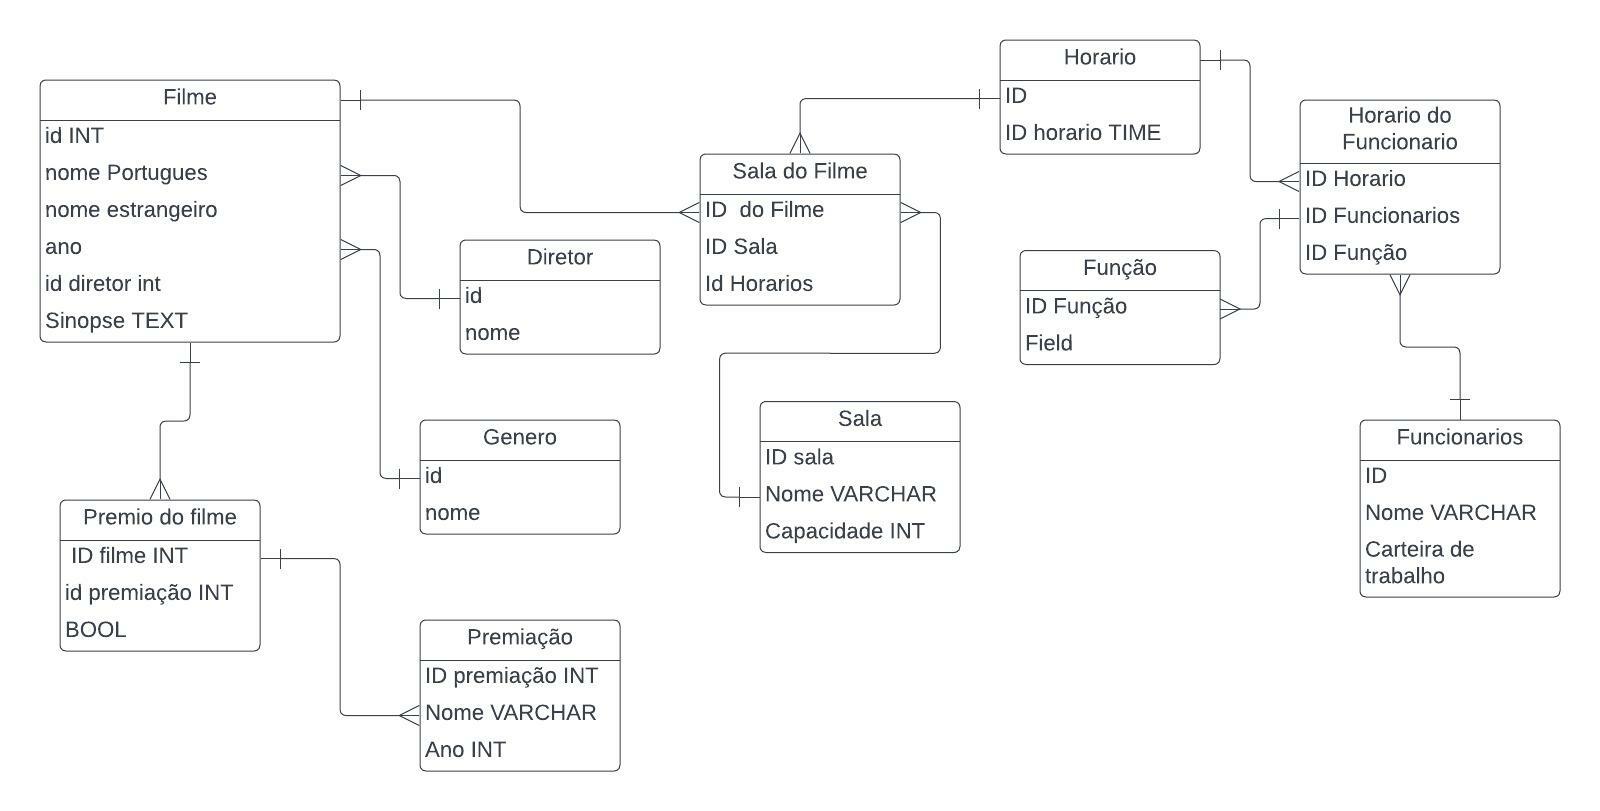 Filme
id INT
nome Portugues
nome estrangeiro
ano
id diretor int
Sinopse TEXT
Diretor
id
nome
Genero
id
nome
Premio do filme
ID filme INT
id premiação INT
BOOL
Premiação
ID premiação INT
Nome VARCHAR
Ano INT
Sala do Filme
ID  do Filme
ID Sala
Id Horarios
Sala
ID sala
Nome VARCHAR
Capacidade INT
Horario
ID
ID horario TIME
Horario do
Funcionario
ID Horario
ID Funcionarios
ID Função
Função
ID Função
Field
Funcionarios
ID
Nome VARCHAR
Carteira de
trabalho